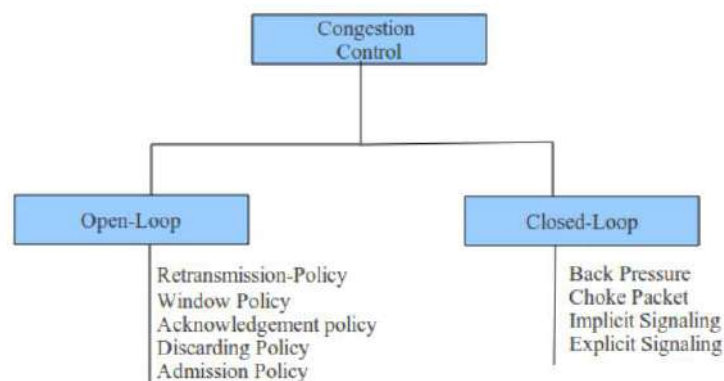 Congestion
Control
Open-Loop
Closed-Loop
Retransmission-Policy
Window Policy
Acknowledgement policy
Discarding Policy
Admission Policy
Back Pressure
Choke Packet
Implicit Signaling
Explicit Signaling